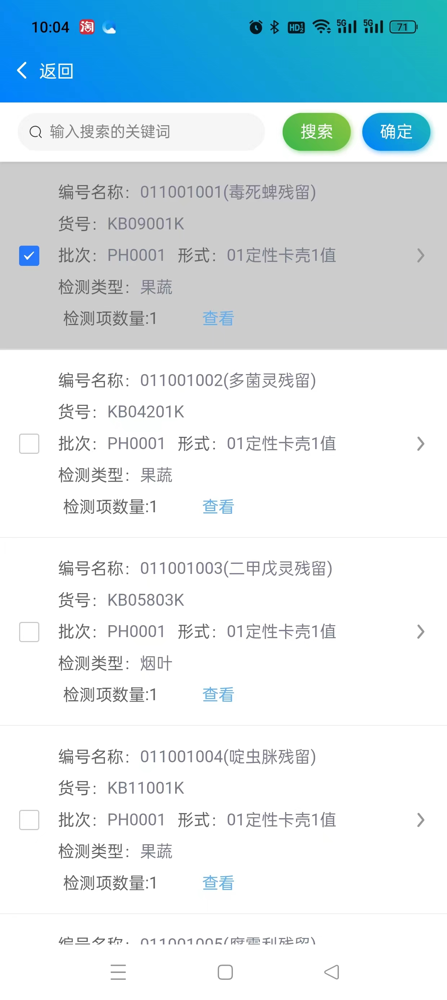 10:04 淘 HD 1 2 5G 5G 71
返回
输入搜索的关键词 搜索 确定
编号名称： 011001001(毒死蜱残留)
货号： KB09001K
批次： PH0001 形式： 01定性卡壳1值
检测类型： 果蔬
检测项数量:1 查看
编号名称： 011001002(多菌灵残留)
货号： KB04201K
批次： PH0001 形式： 01定性卡壳1值
检测类型： 果蔬
检测项数量:1 查看
编号名称： 011001003(二甲戊灵残留)
货号： KB05803K
批次： PH0001 形式： 01定性卡壳1值
检测类型： 烟叶
检测项数量:1 查看
编号名称： 011001004(啶虫脒残留)
货号： KB11001K
批次： PH0001 形式： 01定性卡壳1值
检测类型： 果蔬
检测项数量:1 查看
编号名称： 011001005(腐霉利残留)